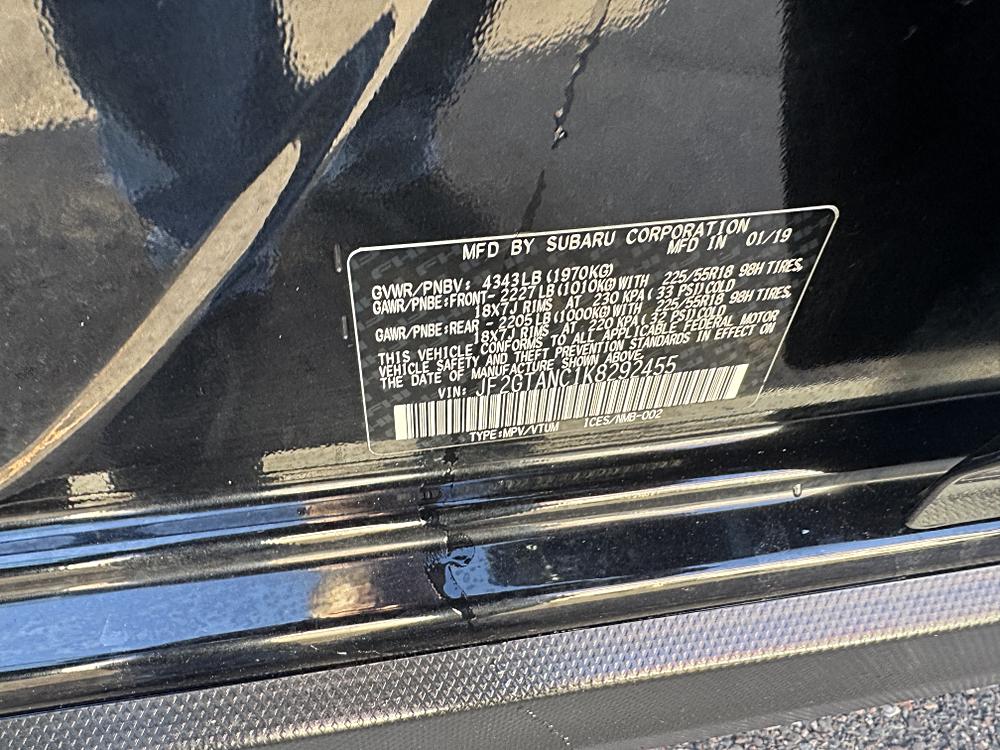 MFD BY SUBARU CORPORATION
MFD IN 01/19
GVWR/PNBV: 4343LB(1970KG)
GAWR/PNBE:FRONT- 2227LB(1010KG)WITH 225/55R18 98H TIRES,
18X7J RIMS AT 230 KPA(33 PSI)COLD
GAWR/PNBE:REAR - 2205LB(1000KG)WITH 225/55R18 98H TIRES,
18X7J RIMS AT 220 KPA(32 PSI)COLD
THIS VEHICLE CONFORMS TO ALL APPLICABLE FEDERAL MOTOR
VEHICLE SAFETY AND THEFT PREVENTION STANDARDS IN EFFECT ON
THE DATE OF MANUFACTURE SHOWN ABOVE.
VIN: JF2GTANC1K8292455
TYPE:MPV/VTUM ICES/NMB-002